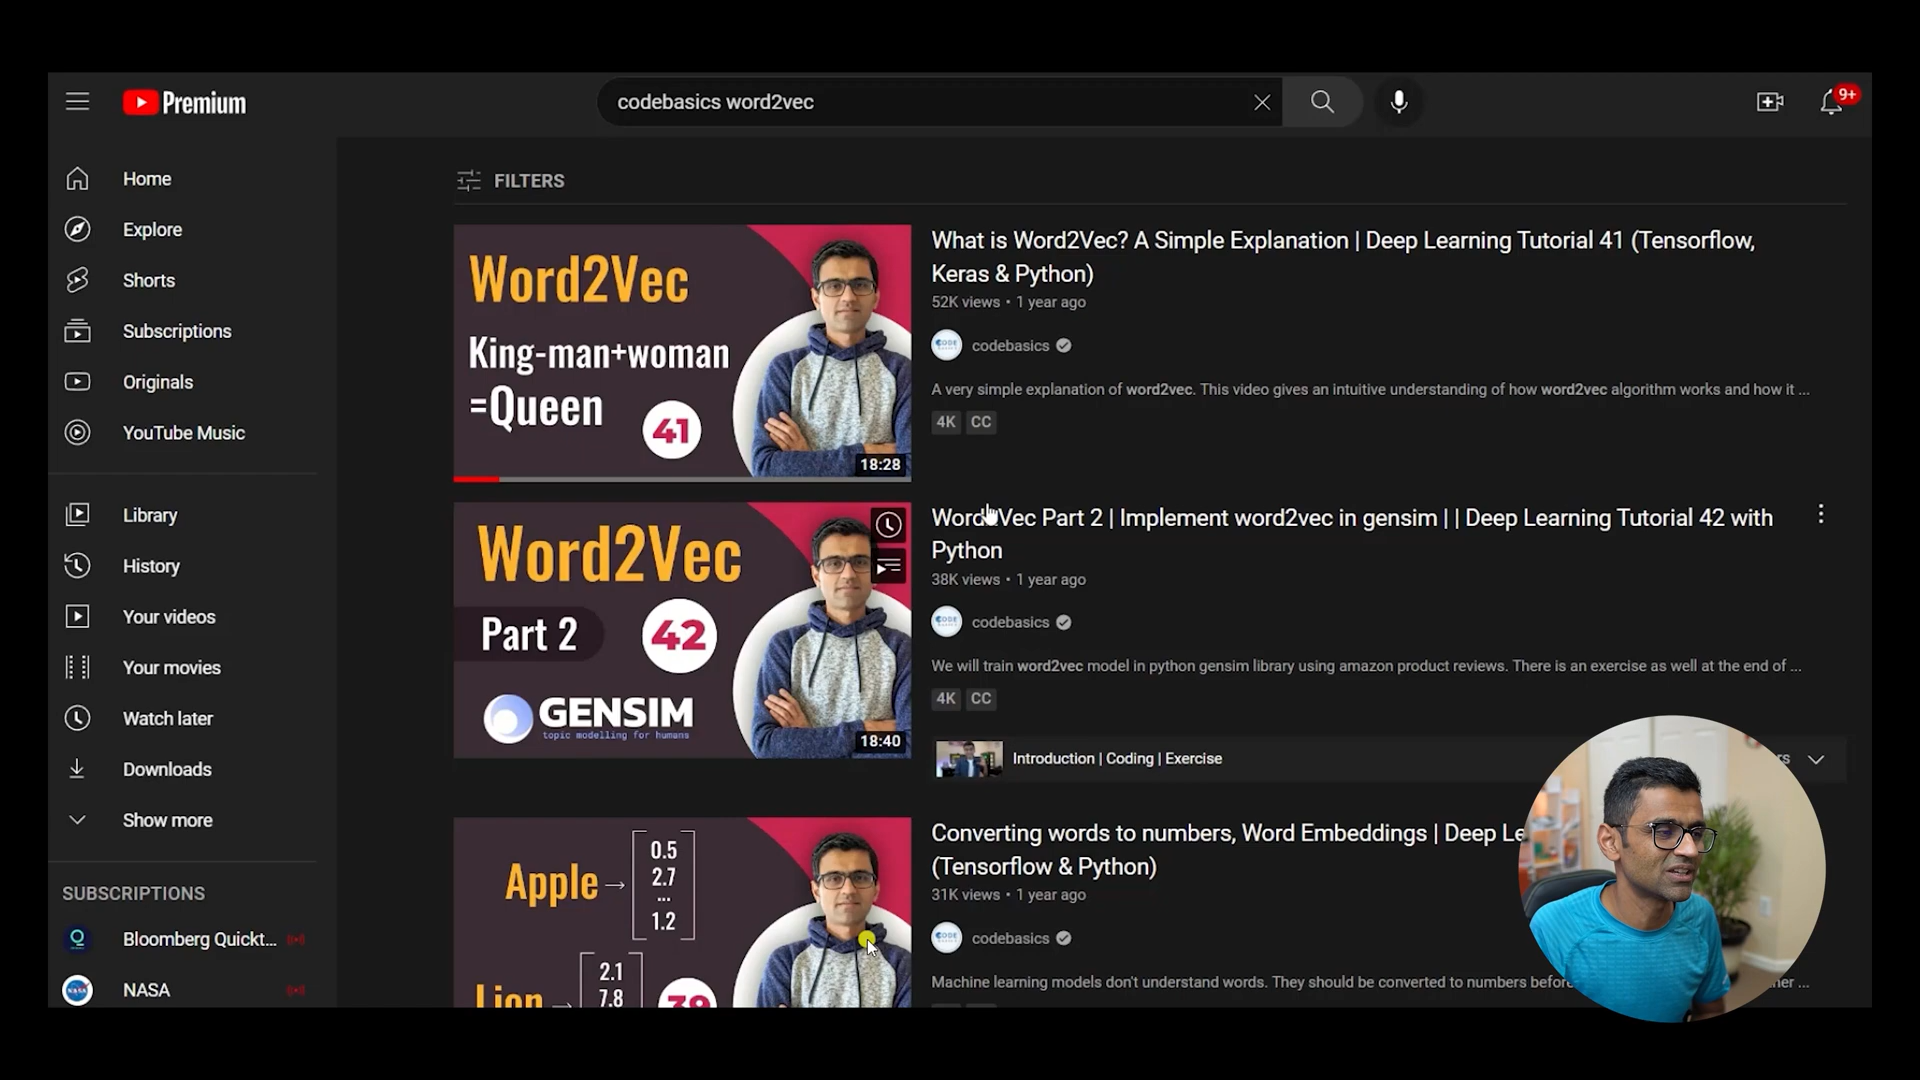 Premium
codebasics word2vec
9+
Home
Explore
Shorts
Subscriptions
Originals
YouTube Music
Library
History
Your videos
Your movies
Watch later
Downloads
Show more
SUBSCRIPTIONS
Bloomberg Quickt...
NASA
FILTERS
Word2Vec
King-man+woman
=Queen
41
18:28
What is Word2Vec? A Simple Explanation | Deep Learning Tutorial 41 (Tensorflow,
Keras & Python)
52K views • 1 year ago
codebasics
A very simple explanation of word2vec. This video gives an intuitive understanding of how word2vec algorithm works and how it ...
4K CC
Word2Vec
Part 2
42
GENSIM
topic modelling for humans
18:40
Word Vec Part 2 | Implement word2vec in gensim | | Deep Learning Tutorial 42 with
Python
38K views • 1 year ago
codebasics
We will train word2vec model in python gensim library using amazon product reviews. There is an exercise as well at the end of ...
4K CC
Introduction | Coding | Exercise
Apple → 0.5
2.7
...
1.2
Lion → 2.1
7.8
39
Converting words to numbers, Word Embeddings | Deep Le
(Tensorflow & Python)
31K views • 1 year ago
codebasics
Machine learning models don't understand words. They should be converted to numbers befor